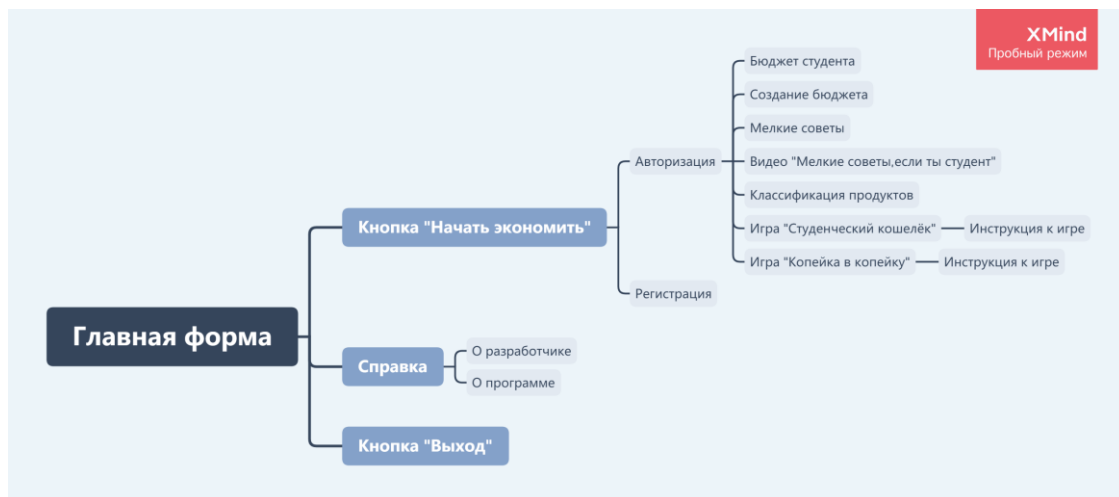 XMind
Пробный режим
Главная форма
Кнопка "Начать экономить"
Авторизация
Бюджет студента
Создание бюджета
Мелкие советы
Видео "Мелкие советы,если ты студент"
Классификация продуктов
Игра "Студенческий кошелёк"
Инструкция к игре
Игра "Копейка в копейку"
Инструкция к игре
Регистрация
Справка
О разработчике
О программе
Кнопка "Выход"